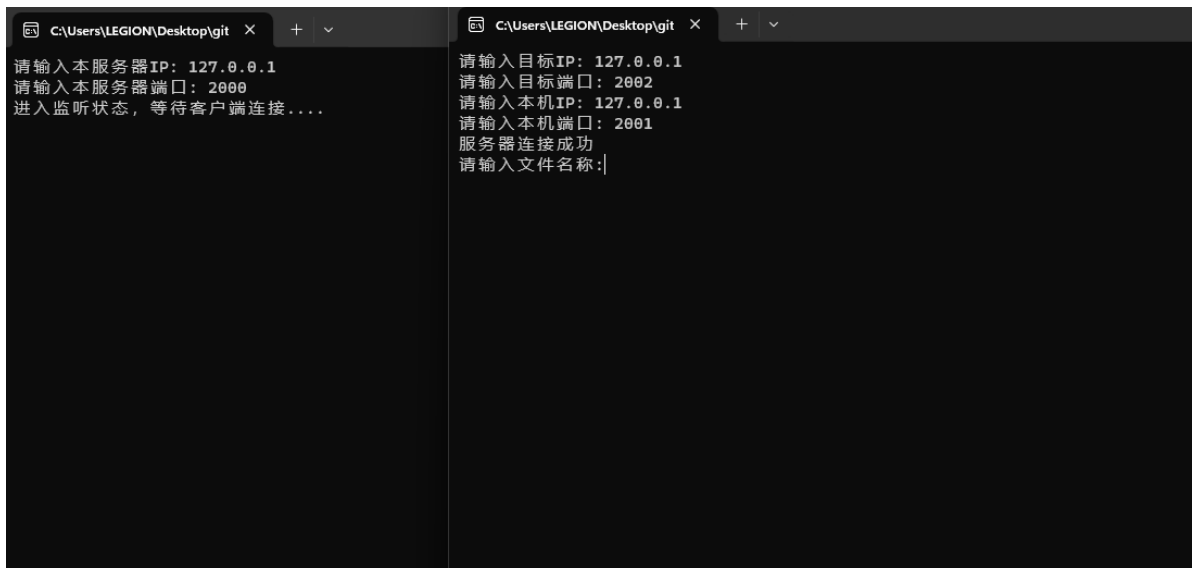 C:\Users\LEGION\Desktop\git
请输入本服务器IP: 127.0.0.1
请输入本服务器端口: 2000
进入监听状态, 等待客户端连接....
C:\Users\LEGION\Desktop\git
请输入目标IP: 127.0.0.1
请输入目标端口: 2002
请输入本机IP: 127.0.0.1
请输入本机端口: 2001
服务器连接成功
请输入文件名称: